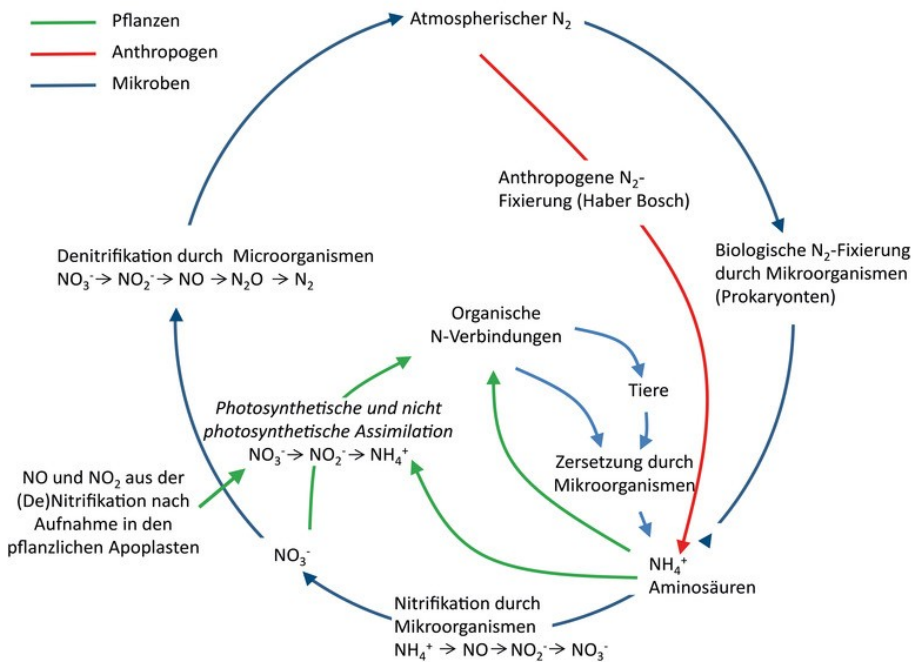 Pflanzen
Anthropogen
Mikroben
Atmospherischer N₂
Anthropogene N₂-
Fixierung (Haber Bosch)
Biologische N₂-Fixierung
durch Mikroorganismen
(Prokaryonten)
Denitrifikation durch Microorganismen
NO₃⁻→ NO₂⁻→ NO →N₂O → N₂
Organische
N-Verbindungen
Tiere
Photosynthetische und nicht
photosynthetische Assimilation
NO₃⁻→ NO₂⁻→ NH₄⁺
Zersetzung durch
Mikroorganismen
NO und NO₂ aus der
(De)Nitrifikation nach
Aufnahme in den
pflanzlichen Apoplasten
NO₃⁻
NH₄⁺
Aminosäuren
Nitrifikation durch
Mikroorganismen
NH₄⁺ → NO→NO₂⁻→ NO₃⁻